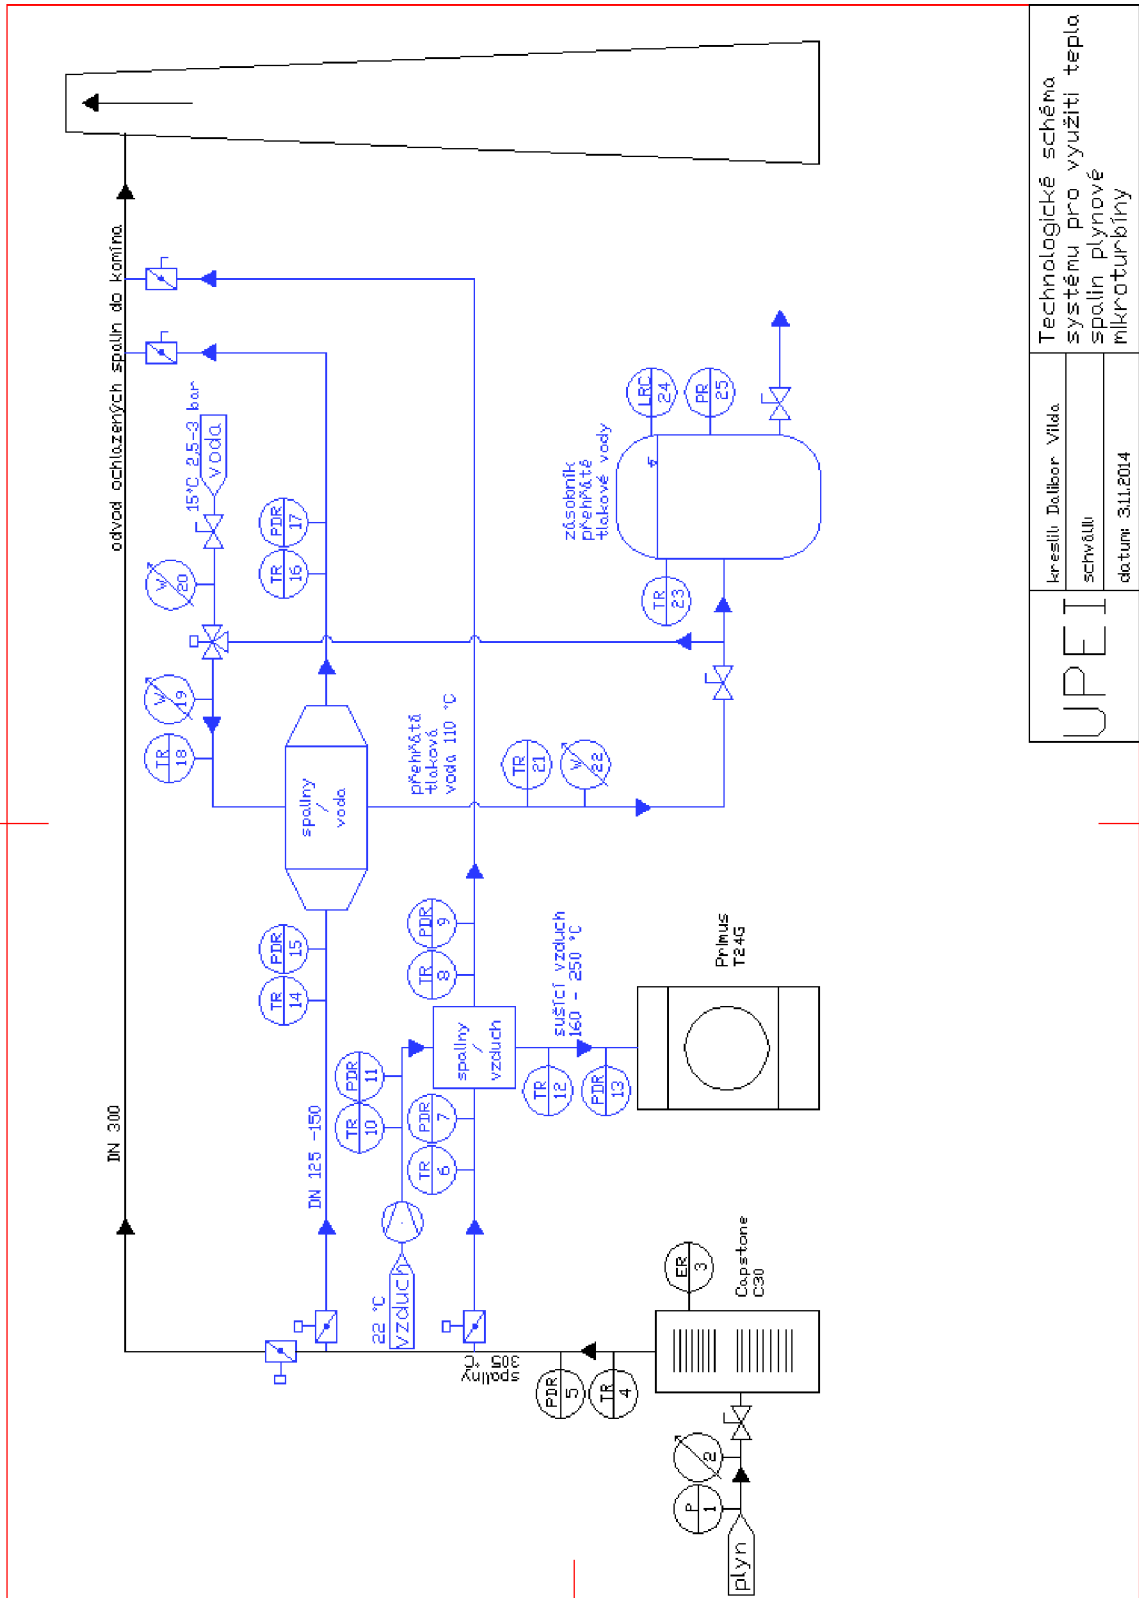 odvod ochlazených spalin do komína
DN 300
15°C 2,5-3 bar
voda
W
20
W
19
TR
18
PDR
17
TR
16
spaliny
/
voda
PDR
15
TR
14
DN 125 -150
přehřátá
tlaková
voda 110 °C
TR
21
W
22
zásobník
přehřáté
tlakové vody
LRC
24
PR
25
TR
23
PDR
9
TR
8
spaliny
/
vzduch
PDR
11
TR
10
PDR
7
TR
6
22 °C
vzduch
sušící vzduch
160 - 250 °C
TR
12
PDR
13
Primus
T24G
spaliny
305 °C
PDR
5
TR
4
ER
3
Capstone
C30
2
P
1
plyn
UPEI
kreslil: Dalibor Vilda
schválil:
datum: 3.11.2014
Technologické schéma
systému pro využití tepla
spalin plynové
mikroturbíny